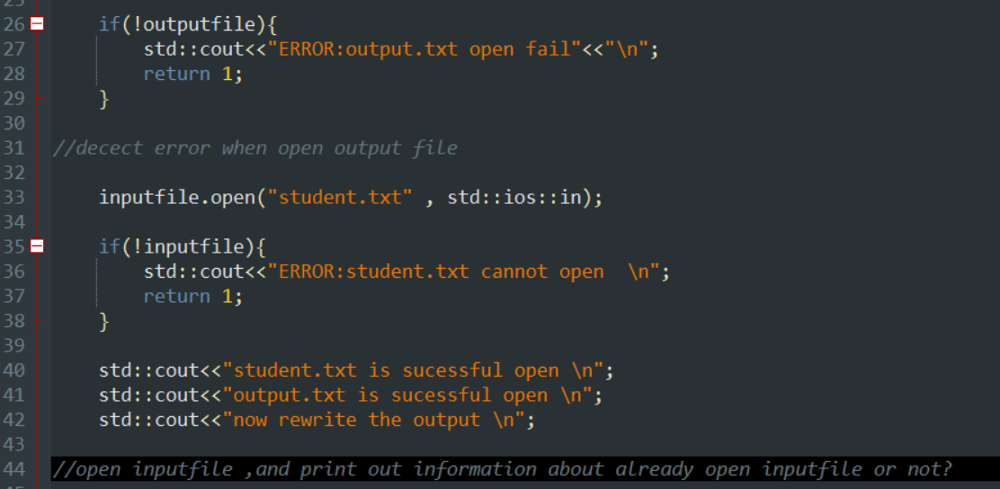 25
26 if(!outputfile){
27 std::cout<<"ERROR:output.txt open fail"<<"\n";
28 return 1;
29 }
30
31 //decect error when open output file
32
33 inputfile.open("student.txt" , std::ios::in);
34
35 if(!inputfile){
36 std::cout<<"ERROR:student.txt cannot open  \n";
37 return 1;
38 }
39
40 std::cout<<"student.txt is sucessful open \n";
41 std::cout<<"output.txt is sucessful open \n";
42 std::cout<<"now rewrite the output \n";
43
44 //open inputfile ,and print out information about already open inputfile or not?
45